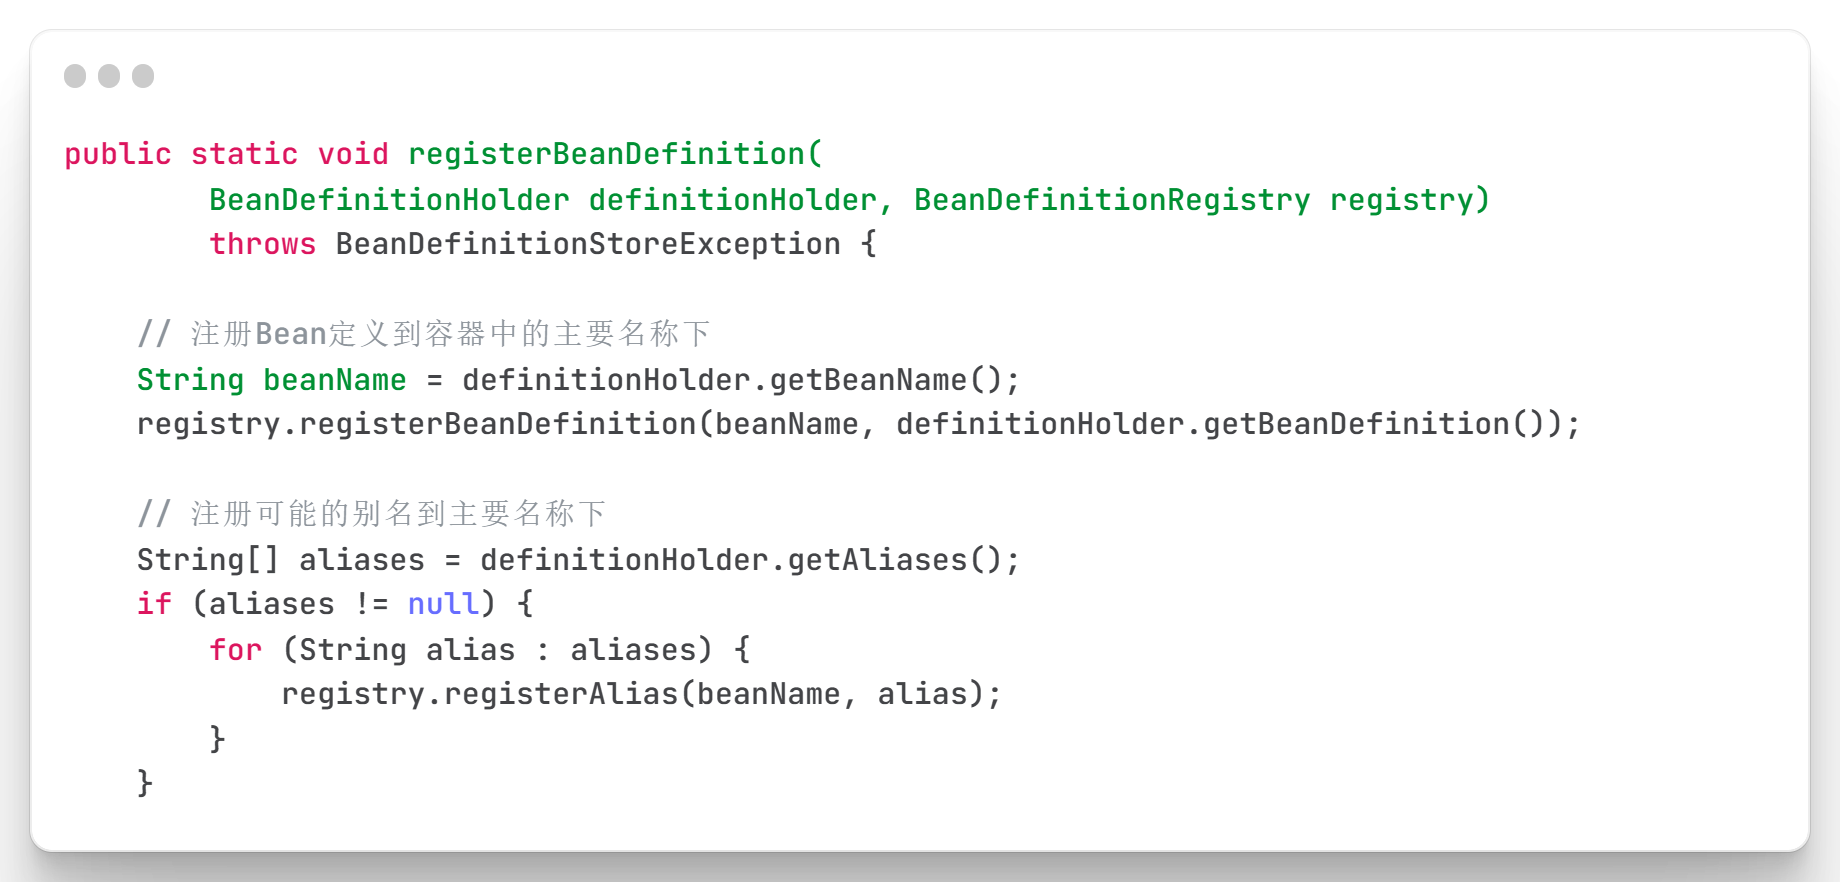 public static void registerBeanDefinition(
        BeanDefinitionHolder definitionHolder, BeanDefinitionRegistry registry)
        throws BeanDefinitionStoreException {

    // 注册Bean定义到容器中的主要名称下
    String beanName = definitionHolder.getBeanName();
    registry.registerBeanDefinition(beanName, definitionHolder.getBeanDefinition());

    // 注册可能的别名到主要名称下
    String[] aliases = definitionHolder.getAliases();
    if (aliases != null) {
        for (String alias : aliases) {
            registry.registerAlias(beanName, alias);
        }
    }